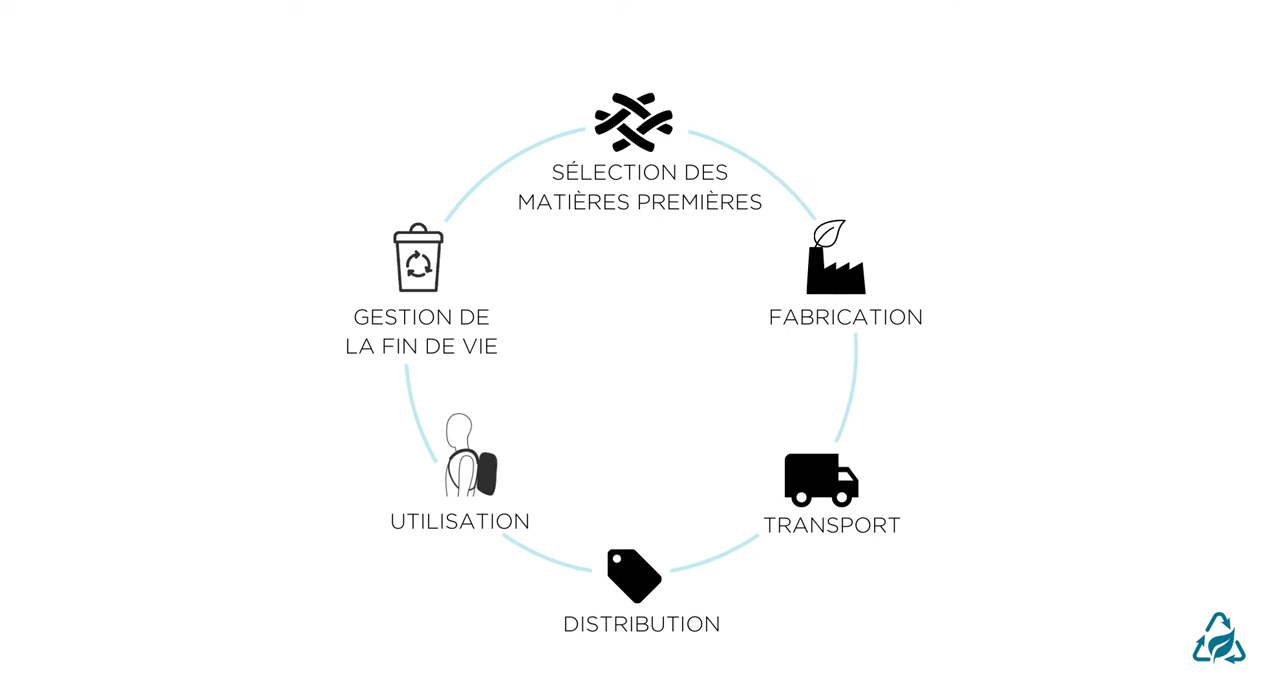 SÉLECTION DES
MATIÈRES PREMIÈRES
FABRICATION
TRANSPORT
DISTRIBUTION
UTILISATION
GESTION DE
LA FIN DE VIE